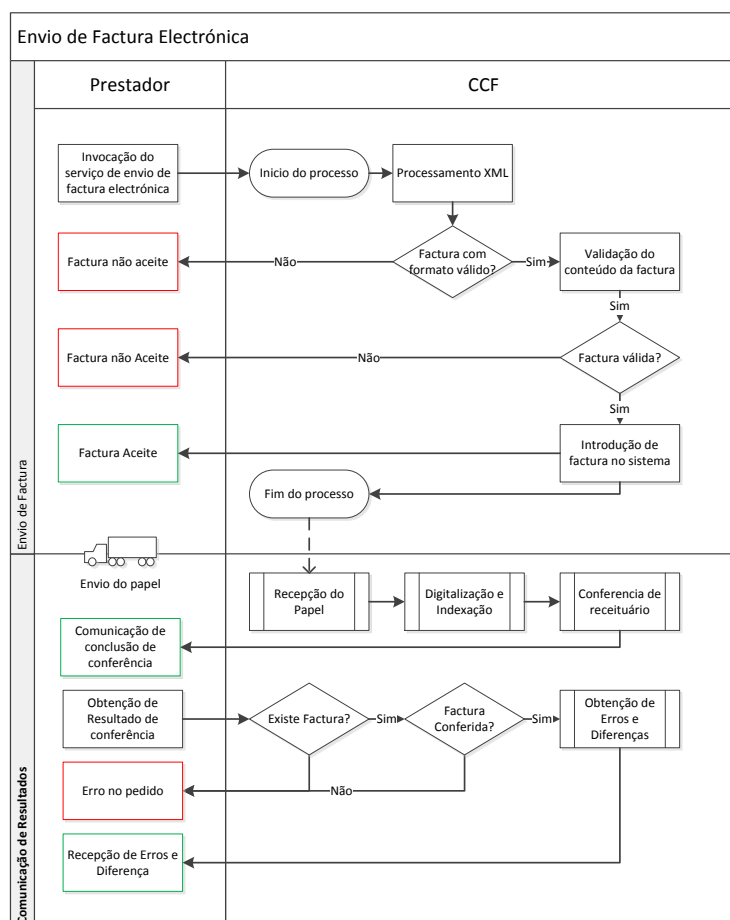 Envio de Factura Electrónica
Prestador
CCF
Envio de Factura
Invocação do
serviço de envio de
factura electrónica
Inicio do processo
Processamento XML
Factura não aceite
Não
Factura com
formato válido?
Sim
Validação do
conteúdo da factura
Sim
Factura não Aceite
Não
Factura válida?
Sim
Factura Aceite
Introdução de
factura no sistema
Fim do processo
Comunicação de Resultados
Envio do papel
Recepção do
Papel
Digitalização e
Indexação
Conferencia de
receituário
Comunicação de
conclusão de
conferência
Obtenção de
Resultado de
conferência
Existe Factura?
Sim
Factura
Conferida?
Sim
Obtenção de
Erros e
Diferenças
Erro no pedido
Não
Recepção de Erros e
Diferença